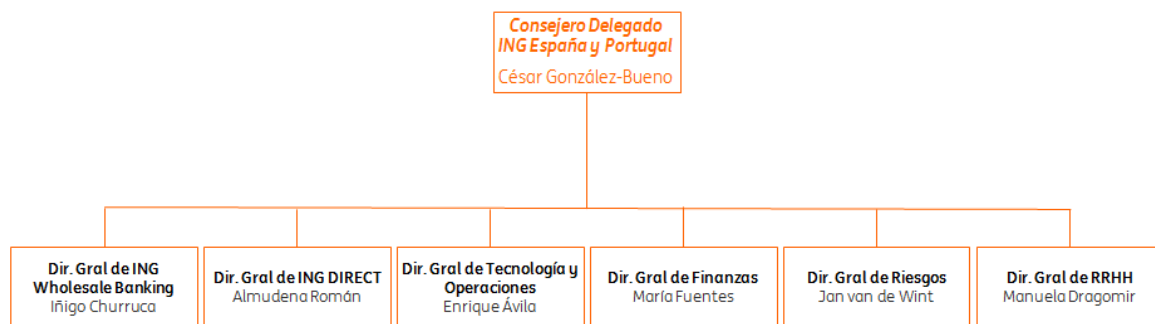 Consejero Delegado
ING España y Portugal
César González-Bueno
Dir. Gral de ING
Wholesale Banking
Iñigo Churruca
Dir. Gral de ING DIRECT
Almudena Román
Dir. Gral de Tecnología y
Operaciones
Enrique Ávila
Dir. Gral de Finanzas
María Fuentes
Dir. Gral de Riesgos
Jan van de Wint
Dir. Gral de RRHH
Manuela Dragomir